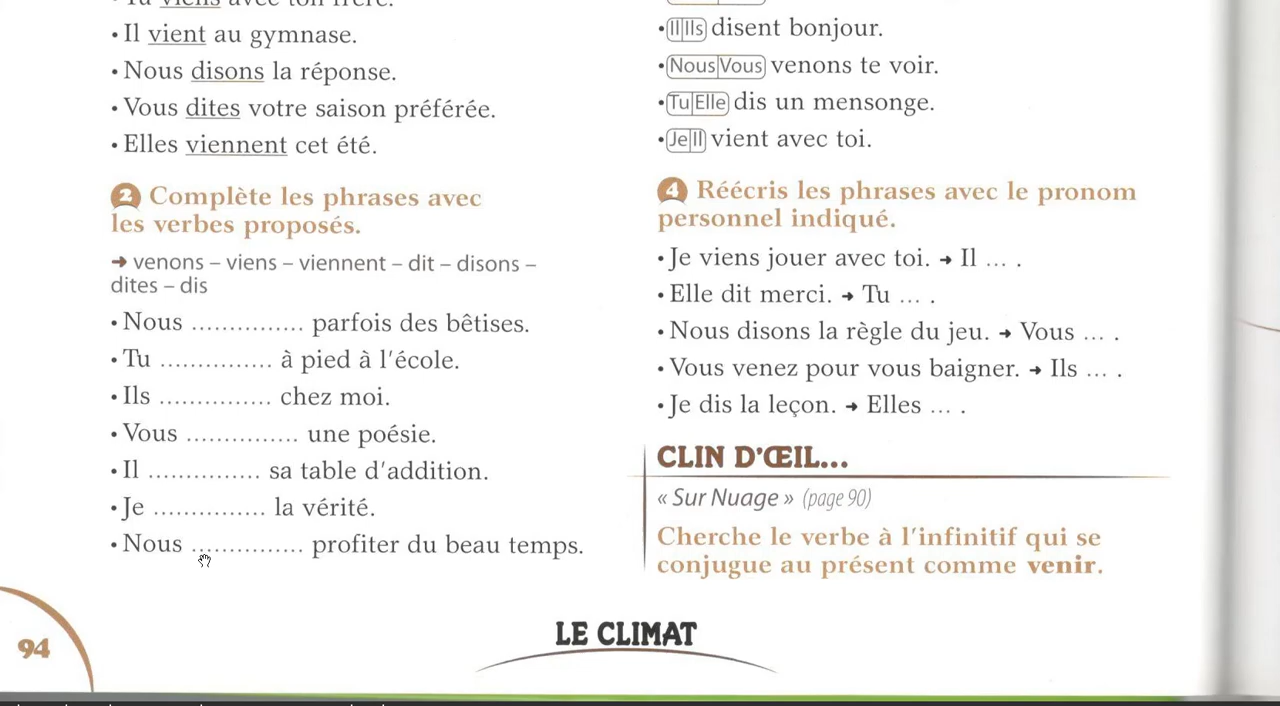 Tu viens avec ton frère.
• Il vient au gymnase.
• Nous disons la réponse.
• Vous dites votre saison préférée.
• Elles viennent cet été.
2 Complète les phrases avec
les verbes proposés.
➜ venons – viens – viennent – dit – disons –
dites – dis
• Nous ............... parfois des bêtises.
• Tu ............... à pied à l'école.
• Ils ............... chez moi.
• Vous ............... une poésie.
• Il ............... sa table d'addition.
• Je ............... la vérité.
• Nous ............... profiter du beau temps.
94
• Il|Ils disent bonjour.
• Nous|Vous venons te voir.
• Tu|Elle dis un mensonge.
• Je|Il vient avec toi.
4 Réécris les phrases avec le pronom
personnel indiqué.
• Je viens jouer avec toi. ➜ Il ... .
• Elle dit merci. ➜ Tu ... .
• Nous disons la règle du jeu. ➜ Vous ... .
• Vous venez pour vous baigner. ➜ Ils ... .
• Je dis la leçon. ➜ Elles ... .
CLIN D'ŒIL...
« Sur Nuage » (page 90)
Cherche le verbe à l'infinitif qui se
conjugue au présent comme venir.
LE CLIMAT